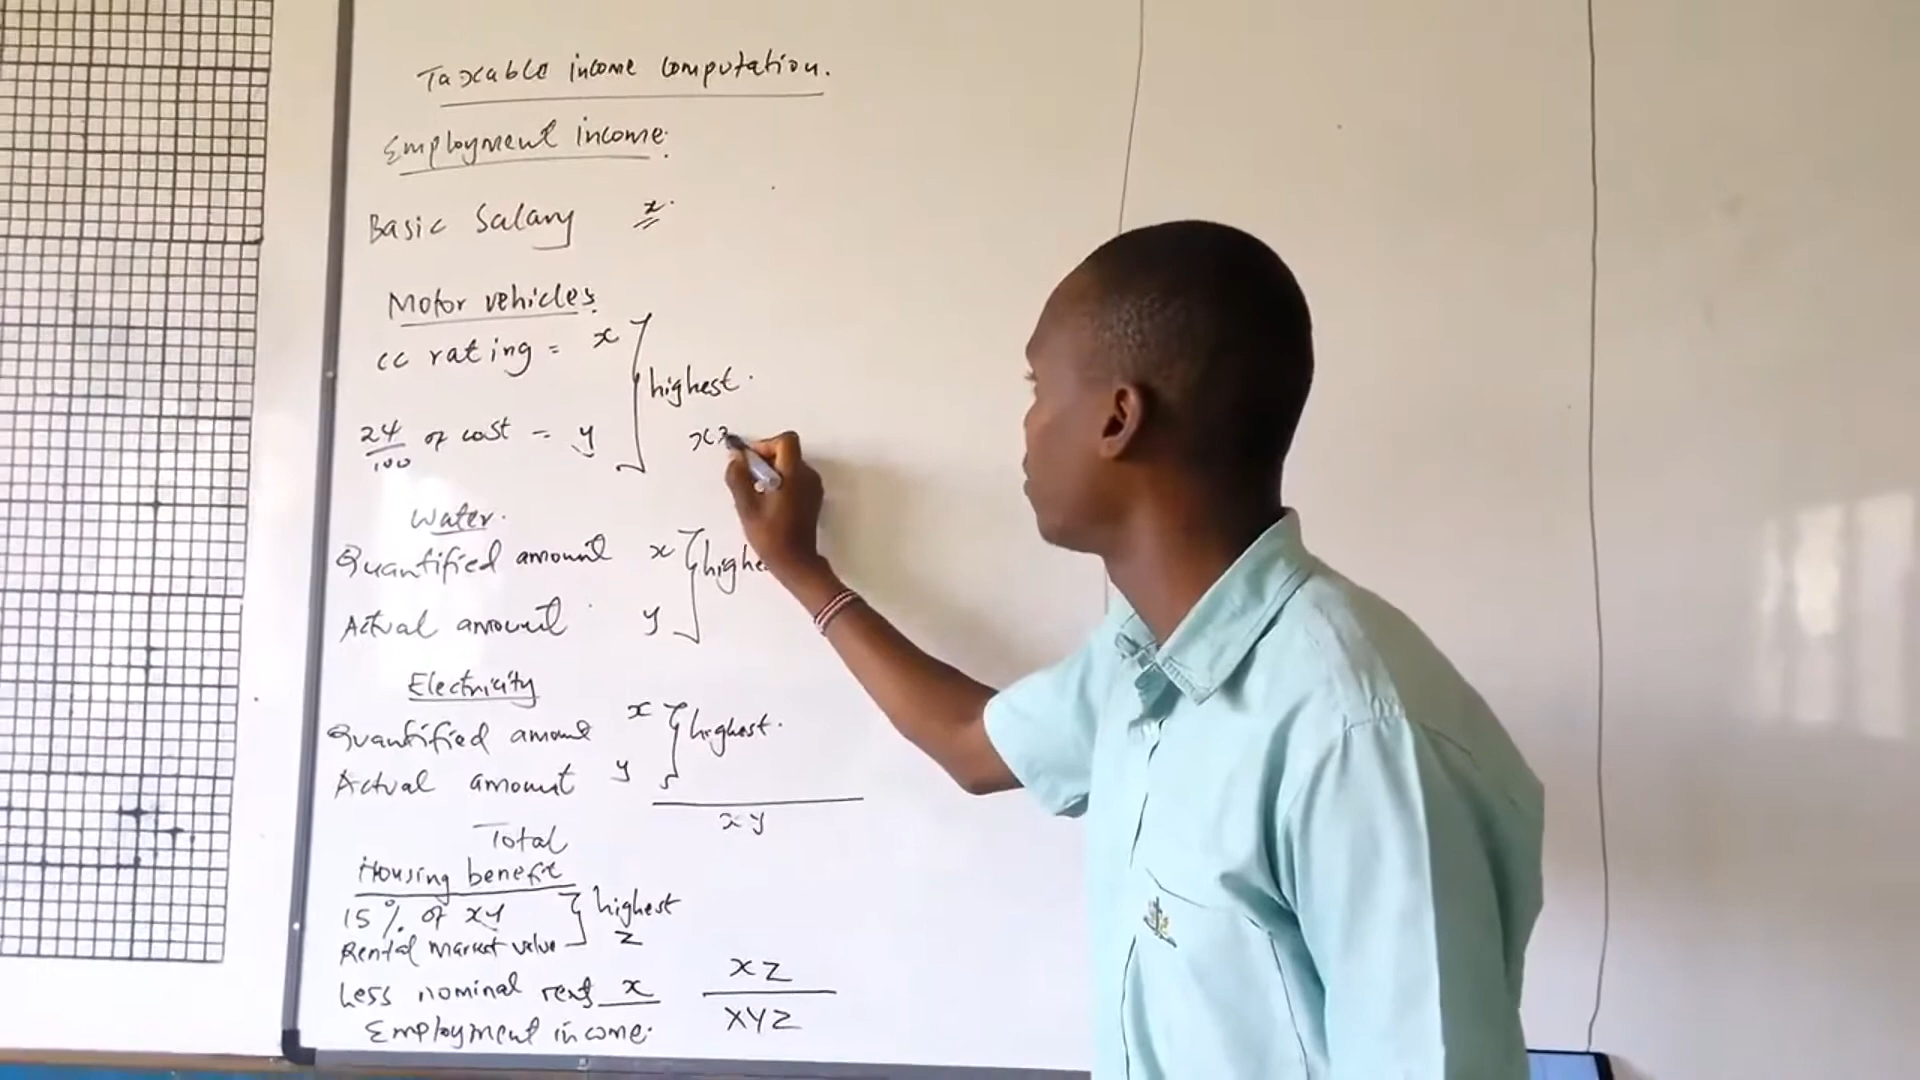 Taxable income computation.
Employment income.
Basic Salary x
Motor vehicles.
cc rating = x
highest.
24/100 of cost = y
Water.
Quantified amount x
Actual amount y
Electricity
Quantified amount x highest.
Actual amount y
xy
Total
Housing benefit
15% of xy highest
Rental market value z
Less nominal rent x xz
Employment income. xyz